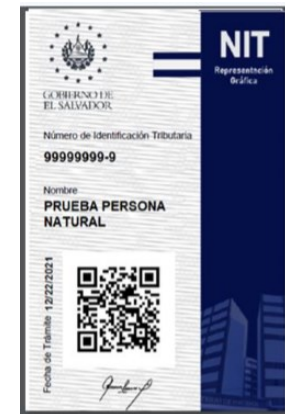 GOBIERNO DE
EL SALVADOR
NIT
Representación
Gráfica
Número de Identificación Tributaria
99999999-9
Nombre
PRUEBA PERSONA
NATURAL
Fecha de Trámite 12/22/2021